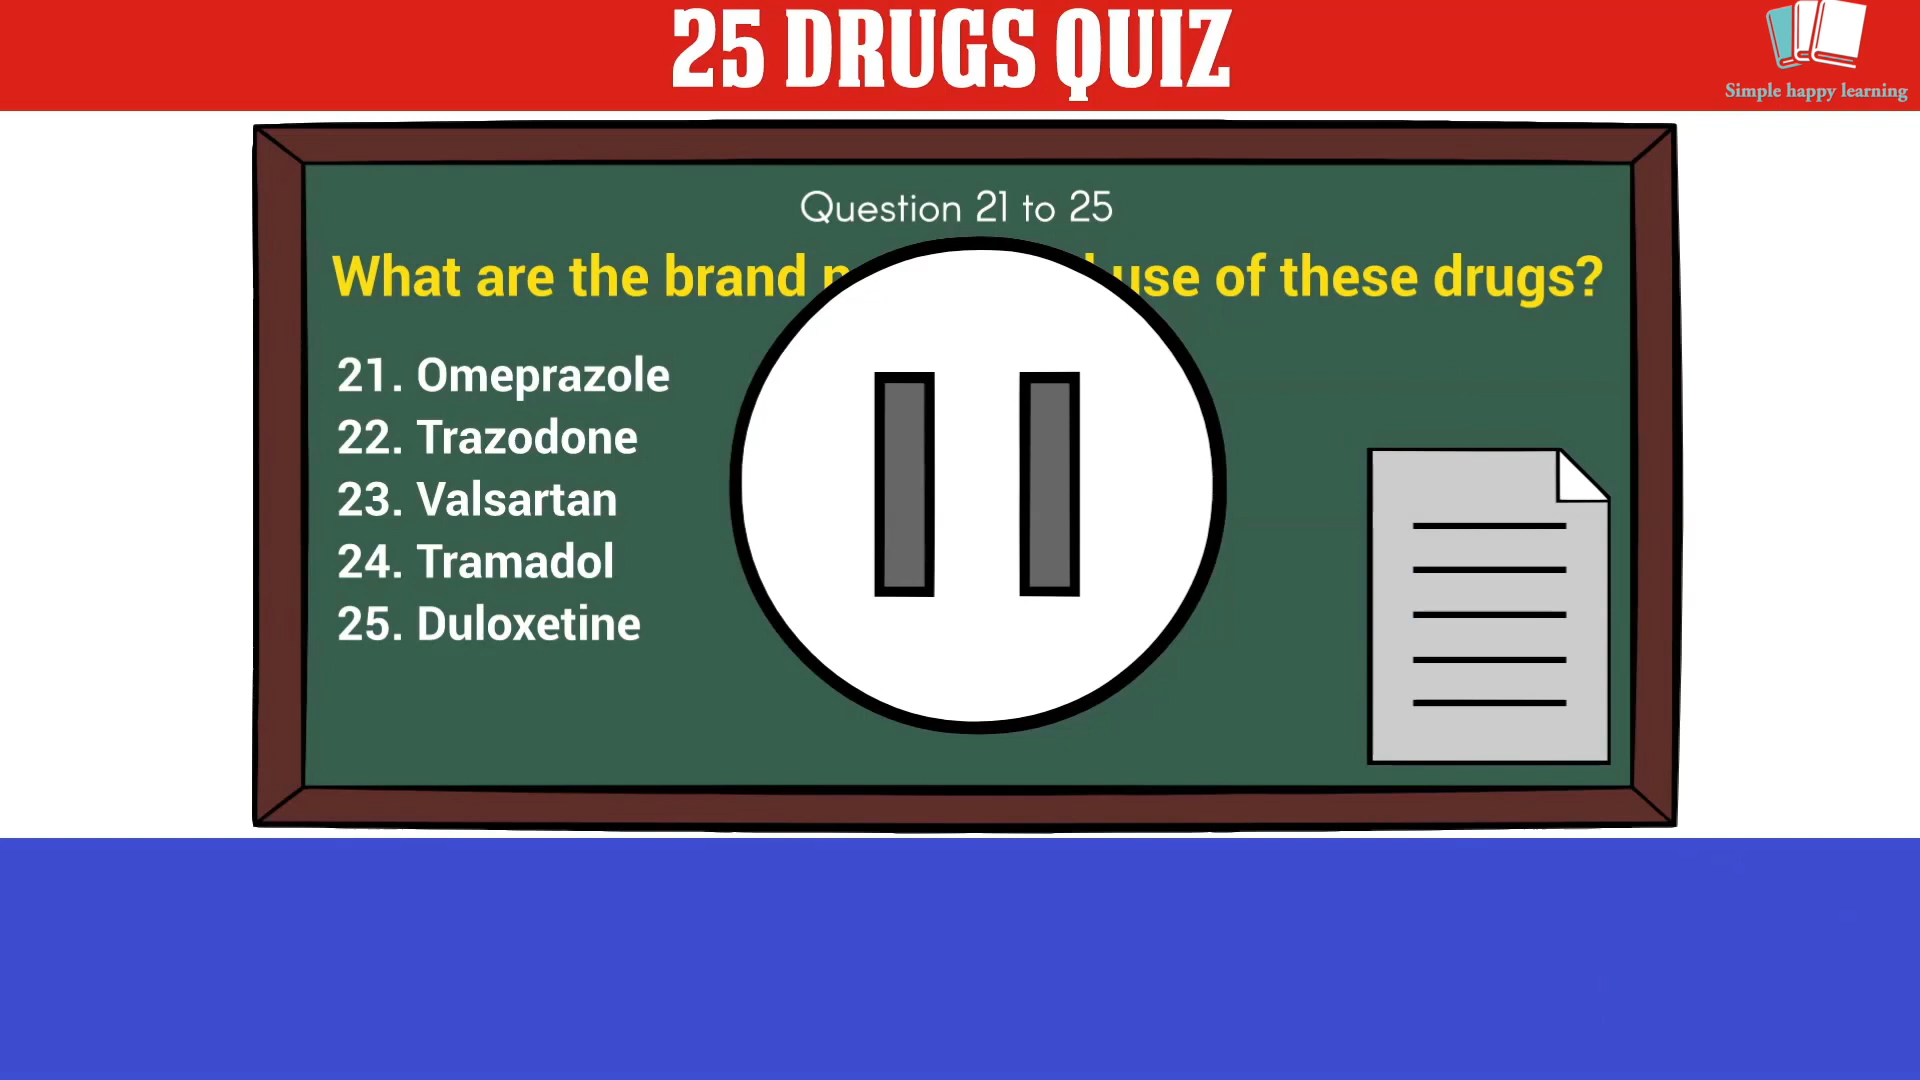 25 DRUGS QUIZ
Simple happy learning
Question 21 to 25
What are the brand use of these drugs?
21. Omeprazole
22. Trazodone
23. Valsartan
24. Tramadol
25. Duloxetine